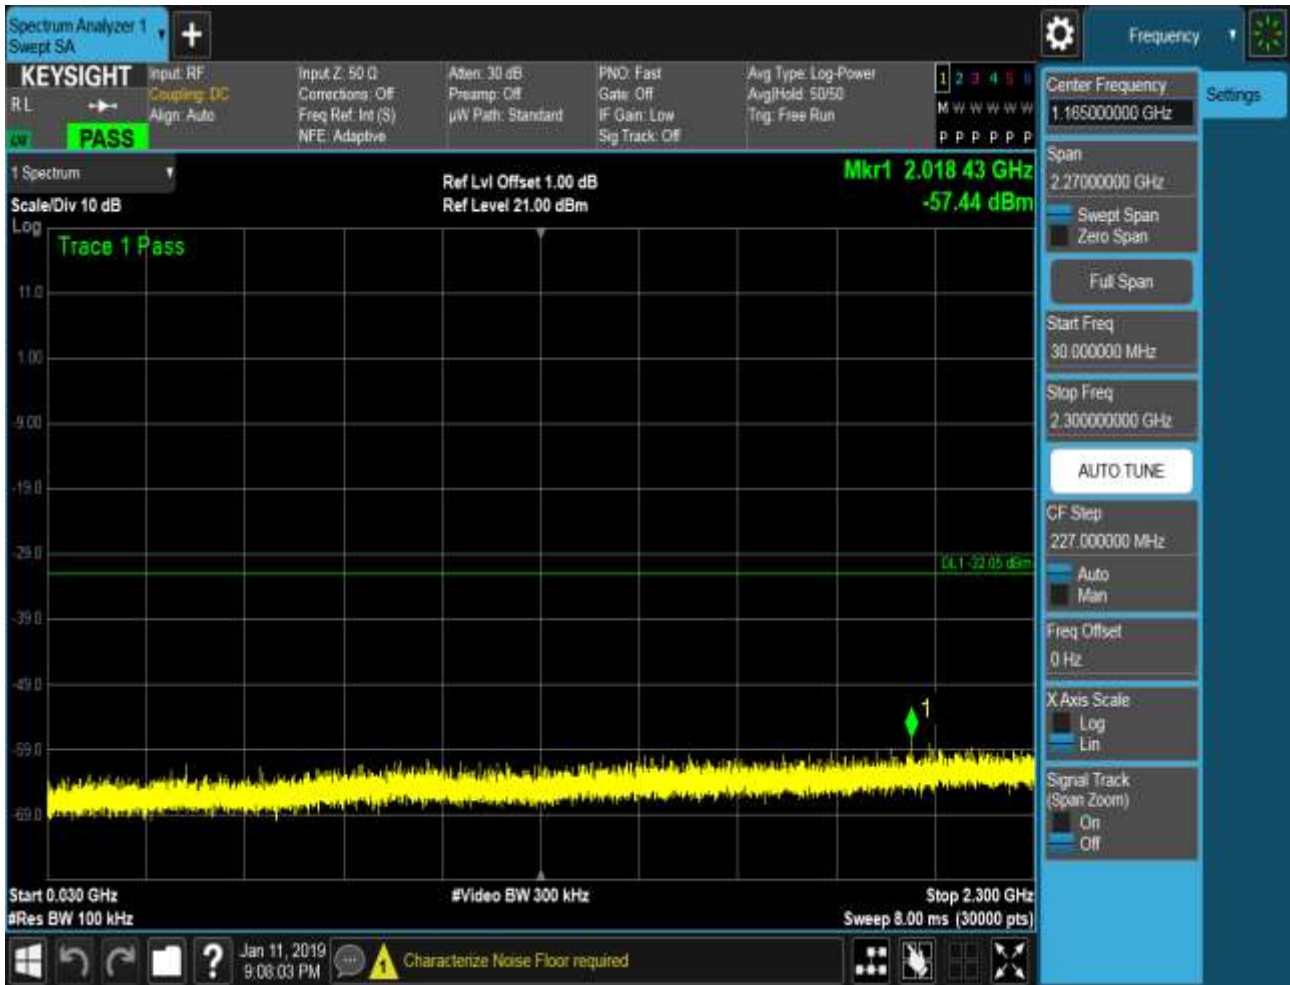 Spectrum Analyzer 1
Swept SA
+
Frequency
KEYSIGHT
R L
PASS
Input: RF
Coupling: DC
Align: Auto
Input Z: 50 Ω
Corrections: Off
Freq Ref: Int (S)
NFE: Adaptive
Atten: 30 dB
Preamp: Off
µW Path: Standard
PNO: Fast
Gate: Off
IF Gain: Low
Sig Track: Off
Avg Type: Log-Power
Avg|Hold: 50/50
Trig: Free Run
1 2 3 4 5 6
M W W W W W
P P P P P P
1 Spectrum
Scale/Div 10 dB
Log
Ref Lvl Offset 1.00 dB
Ref Level 21.00 dBm
Mkr1 2.018 43 GHz
-57.44 dBm
Trace 1 Pass
11.0
1.00
-9.00
-19.0
-29.0
DL1 -32.05 dBm
-39.0
-49.0
1
-59.0
-69.0
Start 0.030 GHz
#Video BW 300 kHz
Stop 2.300 GHz
#Res BW 100 kHz
Sweep 8.00 ms (30000 pts)
?
Jan 11, 2019
9:08:03 PM
1
Characterize Noise Floor required
Center Frequency
1.165000000 GHz
Settings
Span
2.27000000 GHz
Swept Span
Zero Span
Full Span
Start Freq
30.000000 MHz
Stop Freq
2.300000000 GHz
AUTO TUNE
CF Step
227.000000 MHz
Auto
Man
Freq Offset
0 Hz
X Axis Scale
Log
Lin
Signal Track
(Span Zoom)
On
Off